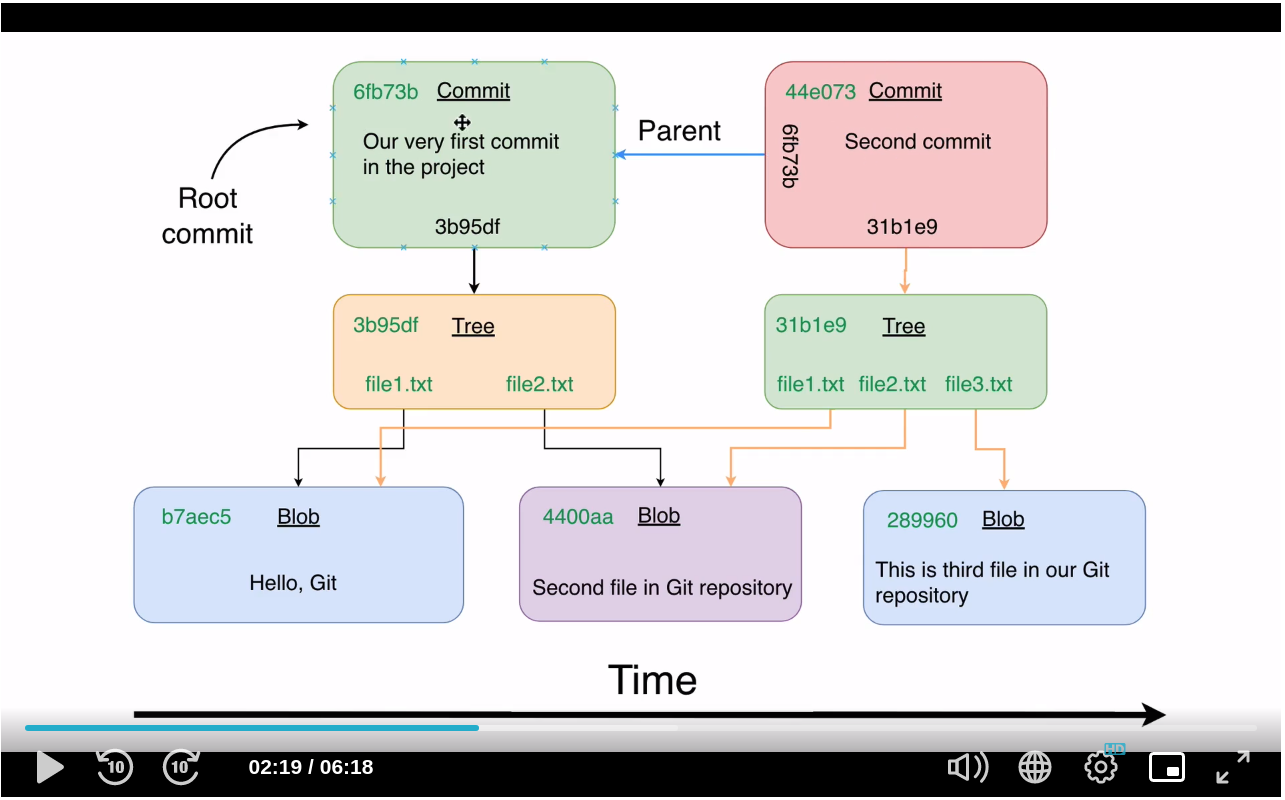 6fb73b Commit
Our very first commit
in the project
3b95df
Root
commit
Parent
44e073 Commit
6fb73b
Second commit
31b1e9
3b95df Tree
file1.txt file2.txt
31b1e9 Tree
file1.txt file2.txt file3.txt
b7aec5 Blob
Hello, Git
4400aa Blob
Second file in Git repository
289960 Blob
This is third file in our Git
repository
Time
10 10 02:19 / 06:18 HD